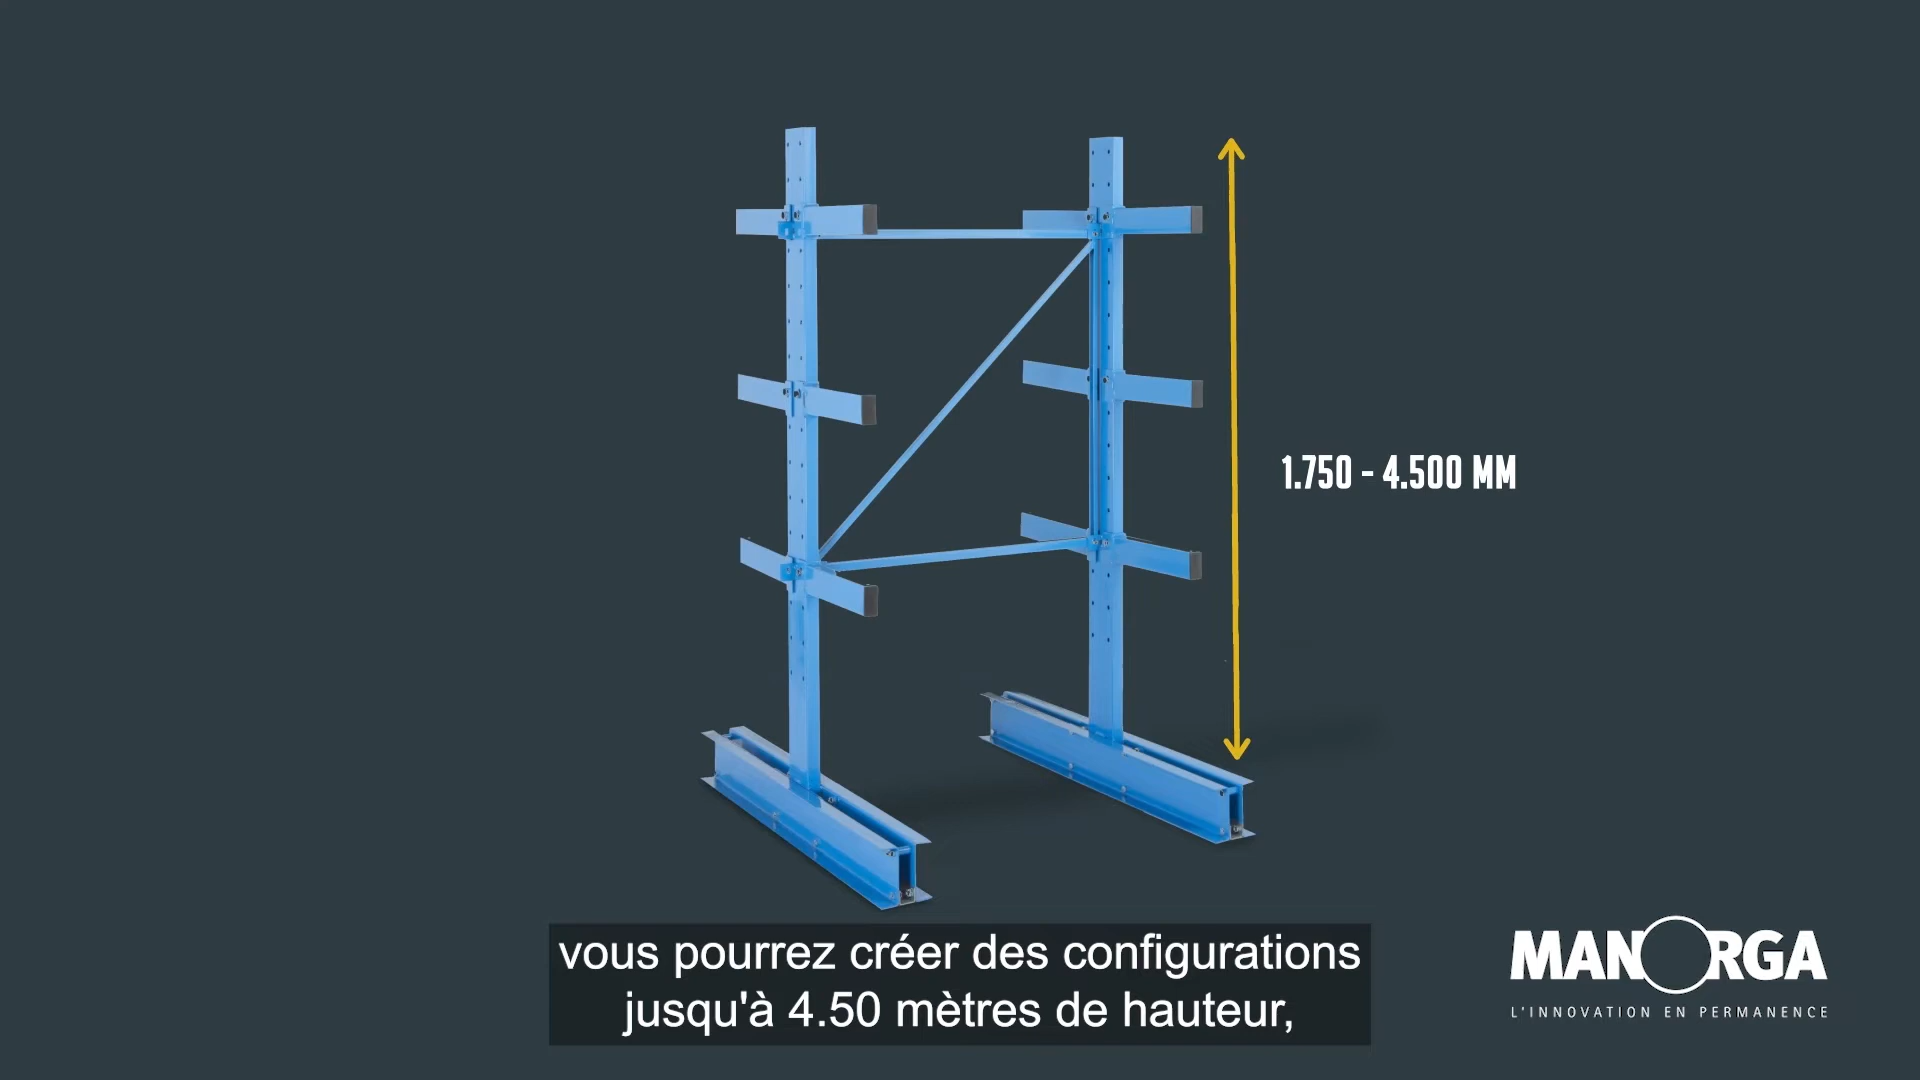 1.750 - 4.500 MM
vous pourrez créer des configurations
jusqu'à 4.50 mètres de hauteur,
MANORGA
L'INNOVATION EN PERMANENCE